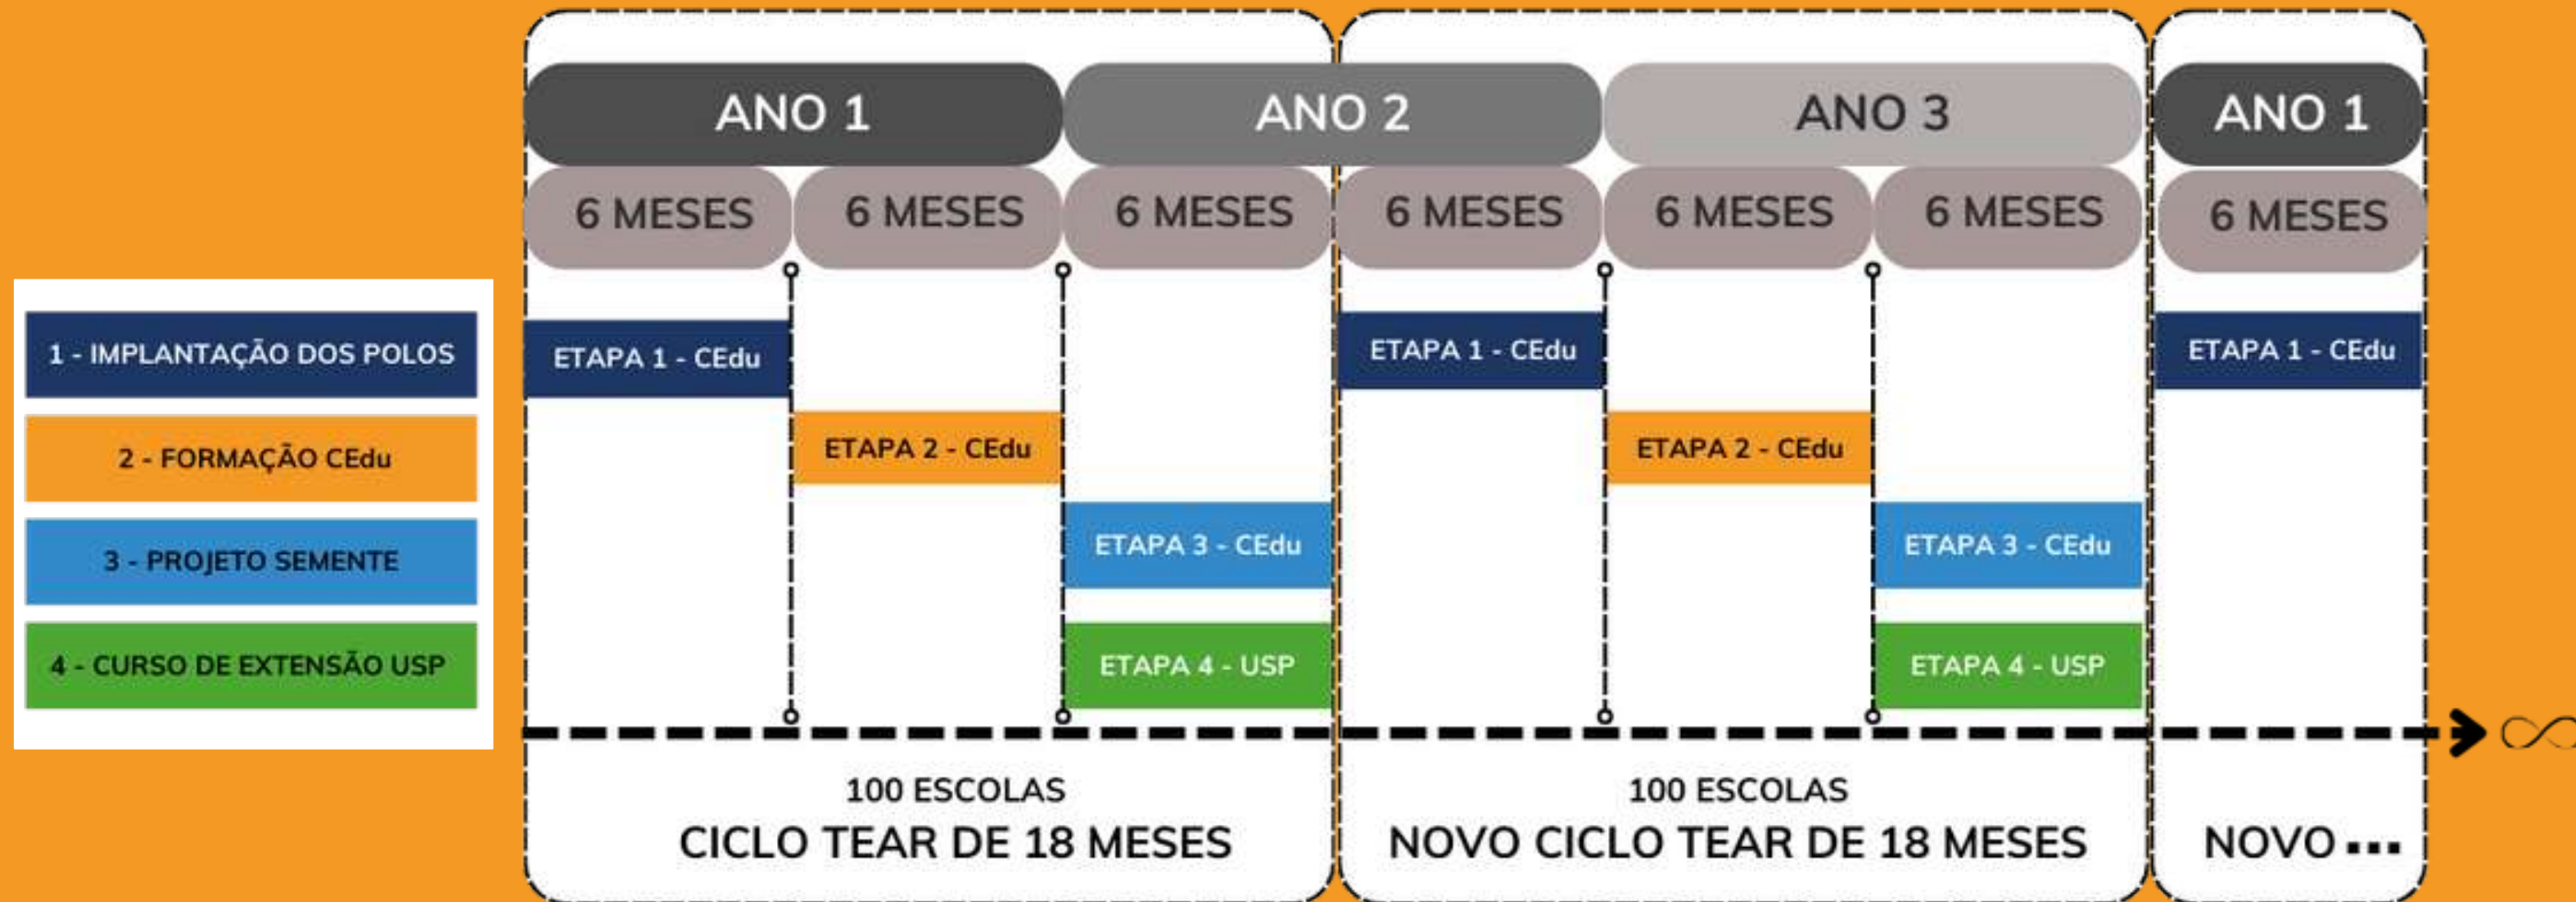 ANO 1
ANO 2
ANO 3
ANO 1
6 MESES
6 MESES
6 MESES
6 MESES
6 MESES
6 MESES
6 MESES
1 - IMPLANTAÇÃO DOS POLOS
2 - FORMAÇÃO CEdu
3 - PROJETO SEMENTE
4 - CURSO DE EXTENSÃO USP
ETAPA 1 - CEdu
ETAPA 1 - CEdu
ETAPA 1 - CEdu
ETAPA 2 - CEdu
ETAPA 2 - CEdu
ETAPA 3 - CEdu
ETAPA 3 - CEdu
ETAPA 4 - USP
ETAPA 4 - USP
∞
100 ESCOLAS
CICLO TEAR DE 18 MESES
100 ESCOLAS
NOVO CICLO TEAR DE 18 MESES
NOVO ...